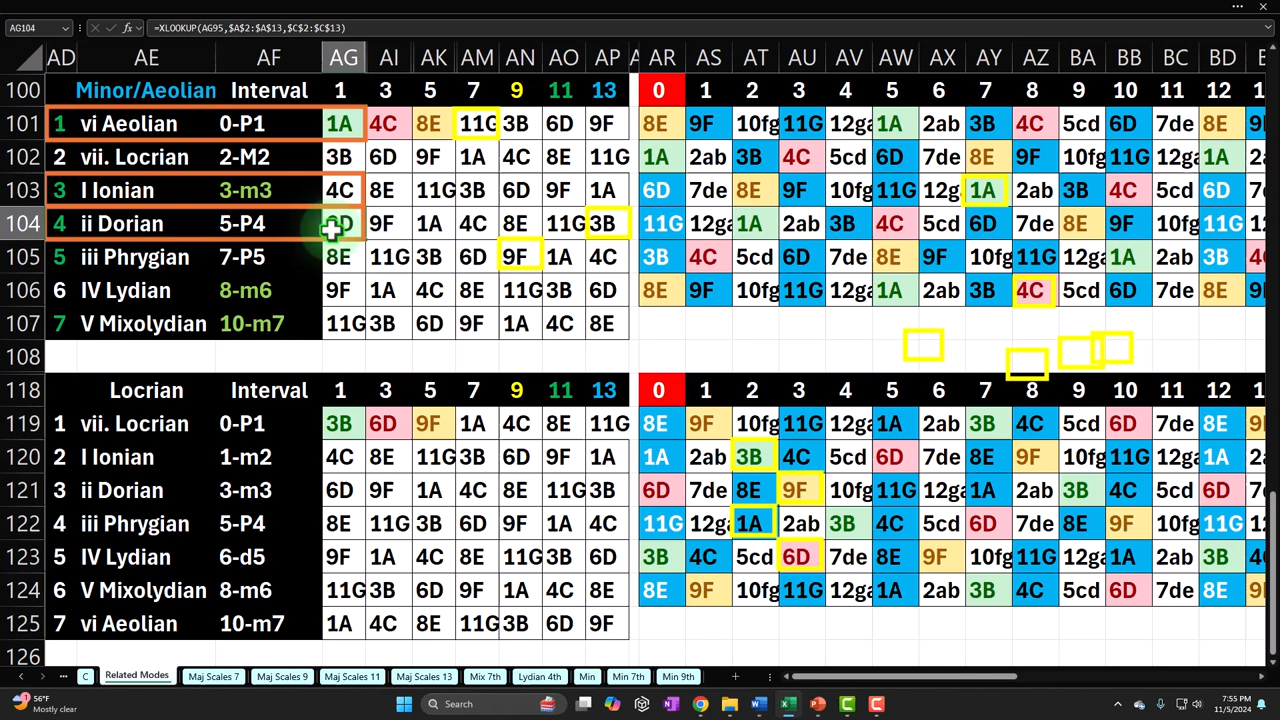 AG104 fx =XLOOKUP(AG95,$A$2:$A$13,$C$2:$C$13)
AD AE AF AG AI AK AM AN AO AP AR AS AT AU AV AW AX AY AZ BA BB BC BD
100 Minor/Aeolian Interval 1 3 5 7 9 11 13 0 1 2 3 4 5 6 7 8 9 10 11 12
101 1 vi Aeolian 0-P1 1A 4C 8E 11G 3B 6D 9F 8E 9F 10fg 11G 12ga 1A 2ab 3B 4C 5cd 6D 7de 8E
102 2 vii. Locrian 2-M2 3B 6D 9F 1A 4C 8E 11G 1A 2ab 3B 4C 5cd 6D 7de 8E 9F 10fg 11G 12ga 1A
103 3 I Ionian 3-m3 4C 8E 11G 3B 6D 9F 1A 6D 7de 8E 9F 10fg 11G 12ga 1A 2ab 3B 4C 5cd 6D
104 4 ii Dorian 5-P4 6D 9F 1A 4C 8E 11G 3B 11G 12ga 1A 2ab 3B 4C 5cd 6D 7de 8E 9F 10fg 11G
105 5 iii Phrygian 7-P5 8E 11G 3B 6D 9F 1A 4C 3B 4C 5cd 6D 7de 8E 9F 10fg 11G 12ga 1A 2ab 3B
106 6 IV Lydian 8-m6 9F 1A 4C 8E 11G 3B 6D 8E 9F 10fg 11G 12ga 1A 2ab 3B 4C 5cd 6D 7de 8E
107 7 V Mixolydian 10-m7 11G 3B 6D 9F 1A 4C 8E
108
118 Locrian Interval 1 3 5 7 9 11 13 0 1 2 3 4 5 6 7 8 9 10 11 12
119 1 vii. Locrian 0-P1 3B 6D 9F 1A 4C 8E 11G 8E 9F 10fg 11G 12ga 1A 2ab 3B 4C 5cd 6D 7de 8E
120 2 I Ionian 1-m2 4C 8E 11G 3B 6D 9F 1A 1A 2ab 3B 4C 5cd 6D 7de 8E 9F 10fg 11G 12ga 1A
121 3 ii Dorian 3-m3 6D 9F 1A 4C 8E 11G 3B 6D 7de 8E 9F 10fg 11G 12ga 1A 2ab 3B 4C 5cd 6D
122 4 iii Phrygian 5-P4 8E 11G 3B 6D 9F 1A 4C 11G 12ga 1A 2ab 3B 4C 5cd 6D 7de 8E 9F 10fg 11G
123 5 IV Lydian 6-d5 9F 1A 4C 8E 11G 3B 6D 3B 4C 5cd 6D 7de 8E 9F 10fg 11G 12ga 1A 2ab 3B
124 6 V Mixolydian 8-m6 11G 3B 6D 9F 1A 4C 8E 8E 9F 10fg 11G 12ga 1A 2ab 3B 4C 5cd 6D 7de 8E
125 7 vi Aeolian 10-m7 1A 4C 8E 11G 3B 6D 9F
126
C Related Modes Maj Scales 7 Maj Scales 9 Maj Scales 11 Maj Scales 13 Mix 7th Lydian 4th Min Min 7th Min 9th
56°F
Mostly clear
Search
7:55 PM
11/5/2024